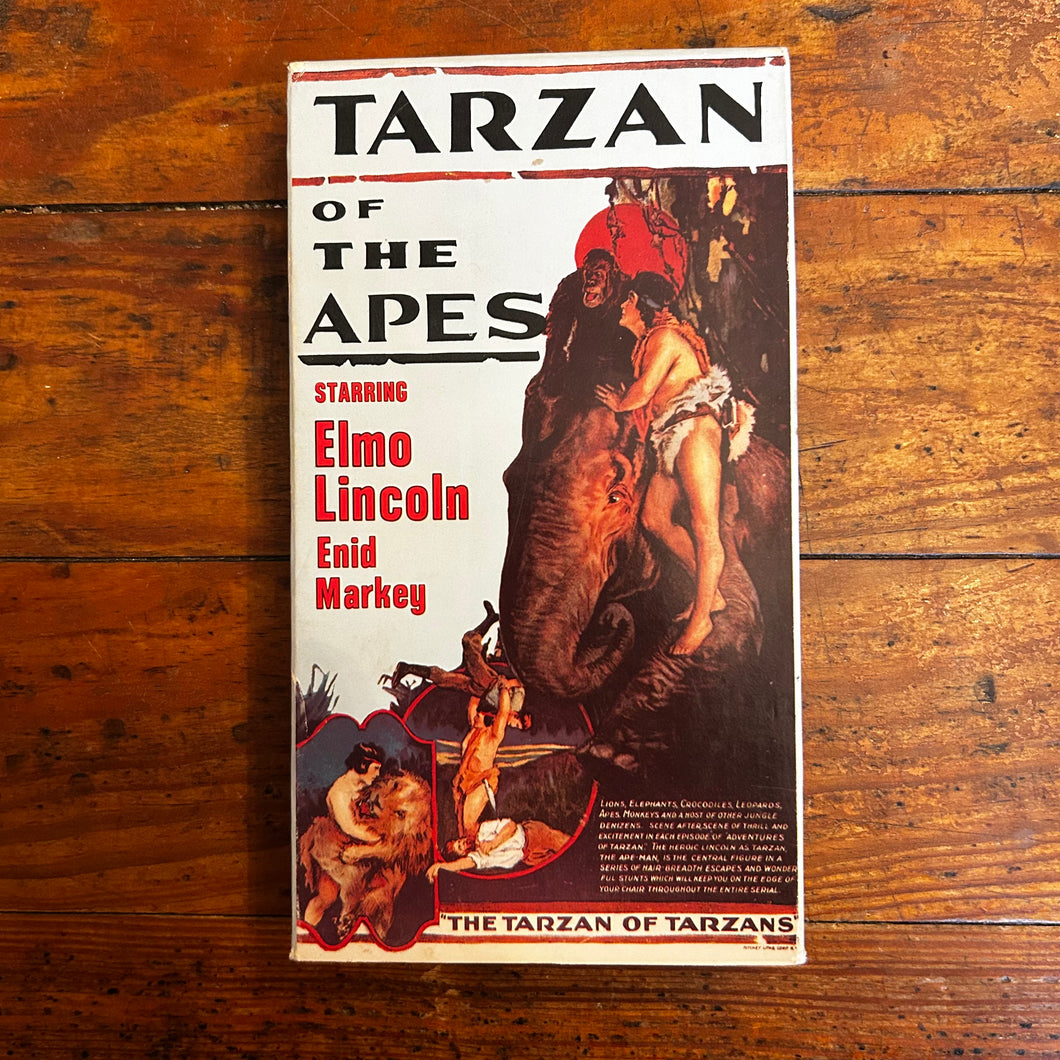 TARZAN
OF
THE
APES
STARRING
Elmo
Lincoln
Enid
Markey
LIONS, ELEPHANTS, CROCODILES, LEOPARDS,
APES, MONKEYS AND A HOST OF OTHER JUNGLE
DENIZENS. SCENE AFTER SCENE OF THRILL AND
EXCITEMENT IN EACH EPISODE OF "ADVENTURES
OF TARZAN." THE HEROIC LINCOLN AS TARZAN,
THE APE-MAN, IS THE CENTRAL FIGURE IN A
SERIES OF HAIR-BREADTH ESCAPES AND WONDER
FUL STUNTS WHICH WILL KEEP YOU ON THE EDGE OF
YOUR CHAIR THROUGHOUT THE ENTIRE SERIAL.
"THE TARZAN OF TARZANS"